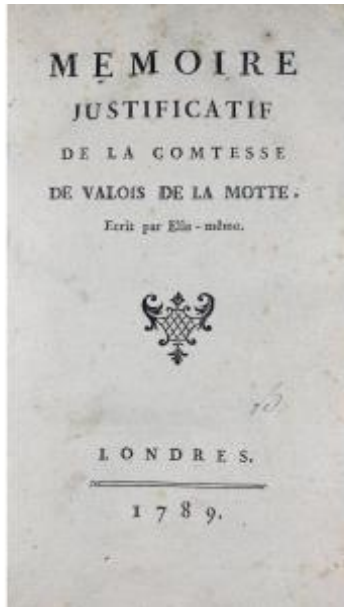 MEMOIRE
JUSTIFICATIF
DE LA COMTESSE
DE VALOIS DE LA MOTTE.
Ecrit par Elle-même.
LONDRES.
1789.